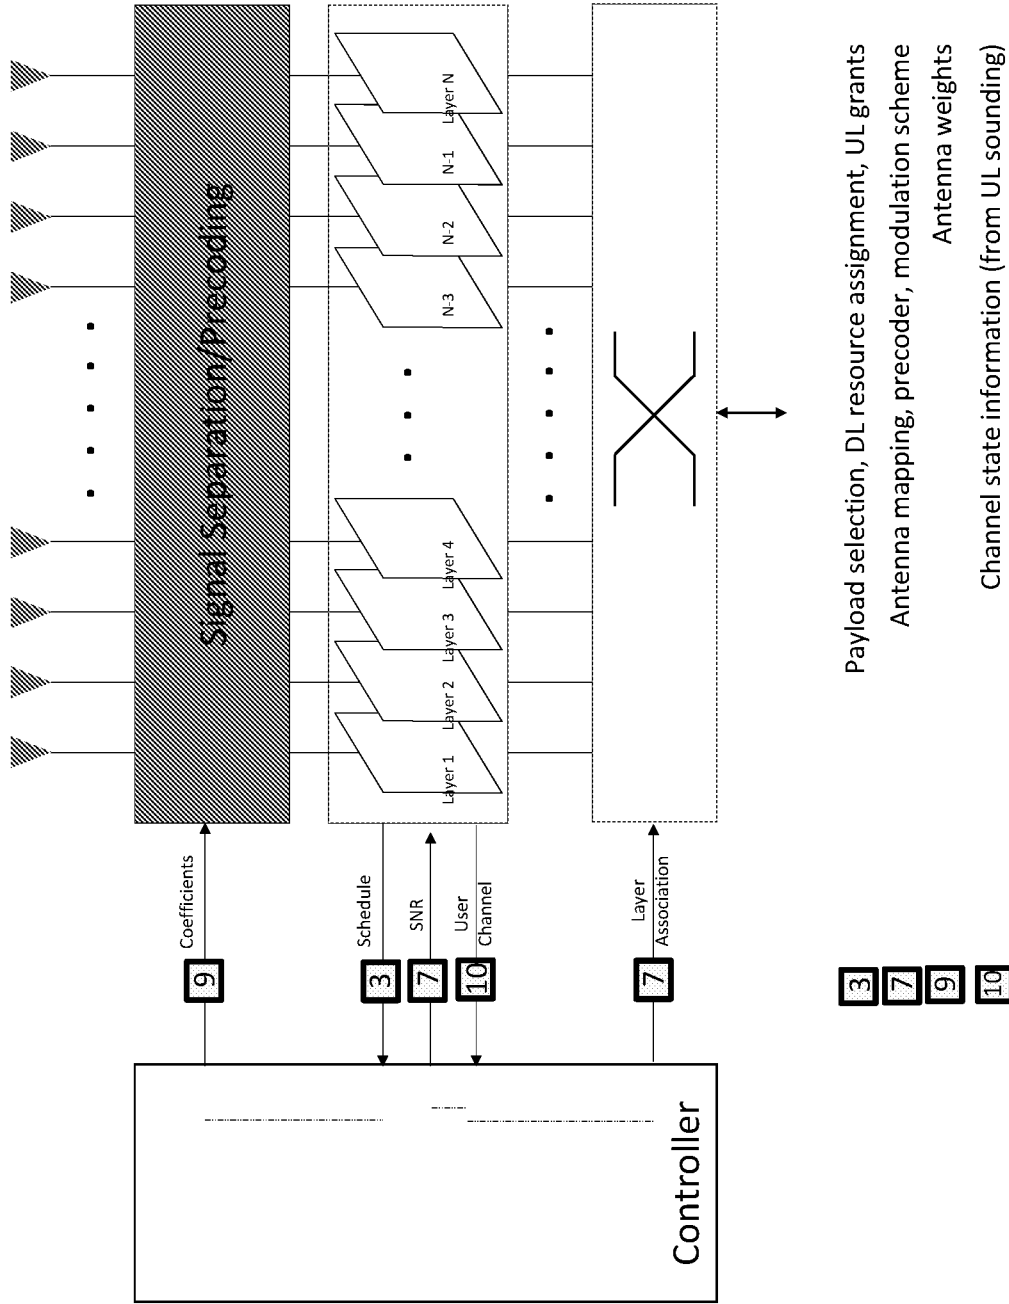 Signal Separation/Precoding
Layer 1
Layer 2
Layer 3
Layer 4
N-3
N-2
N-1
Layer N
9
Coefficients
3
Schedule
7
SNR
10
User
Channel
7
Layer
Association
Controller
3 Payload selection, DL resource assignment, UL grants
7 Antenna mapping, precoder, modulation scheme
9 Antenna weights
10 Channel state information (from UL sounding)